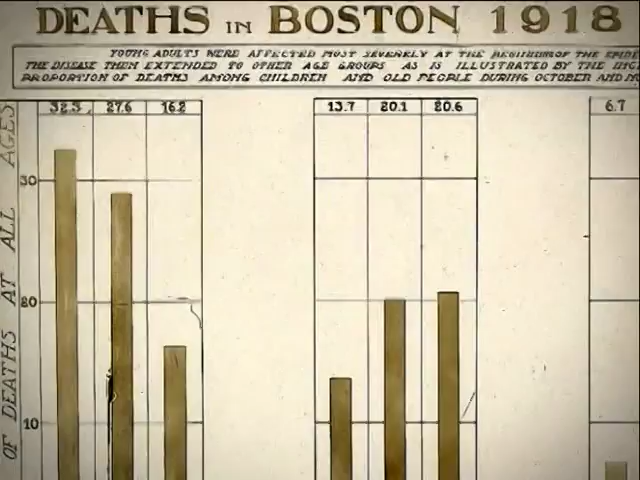 DEATHS IN BOSTON 1918
YOUNG ADULTS WERE AFFECTED MOST SEVERELY AT THE BEGINNING OF THE EPIDE
THE DISEASE THEN EXTENDED TO OTHER AGE GROUPS AS IS ILLUSTRATED BY THE
PROPORTION OF DEATHS AMONG CHILDREN AND OLD PEOPLE DURING OCTOBER AND
32.3 27.6 16.2 13.7 20.1 20.6 6.7
30
20
10
OF DEATHS AT ALL AGES